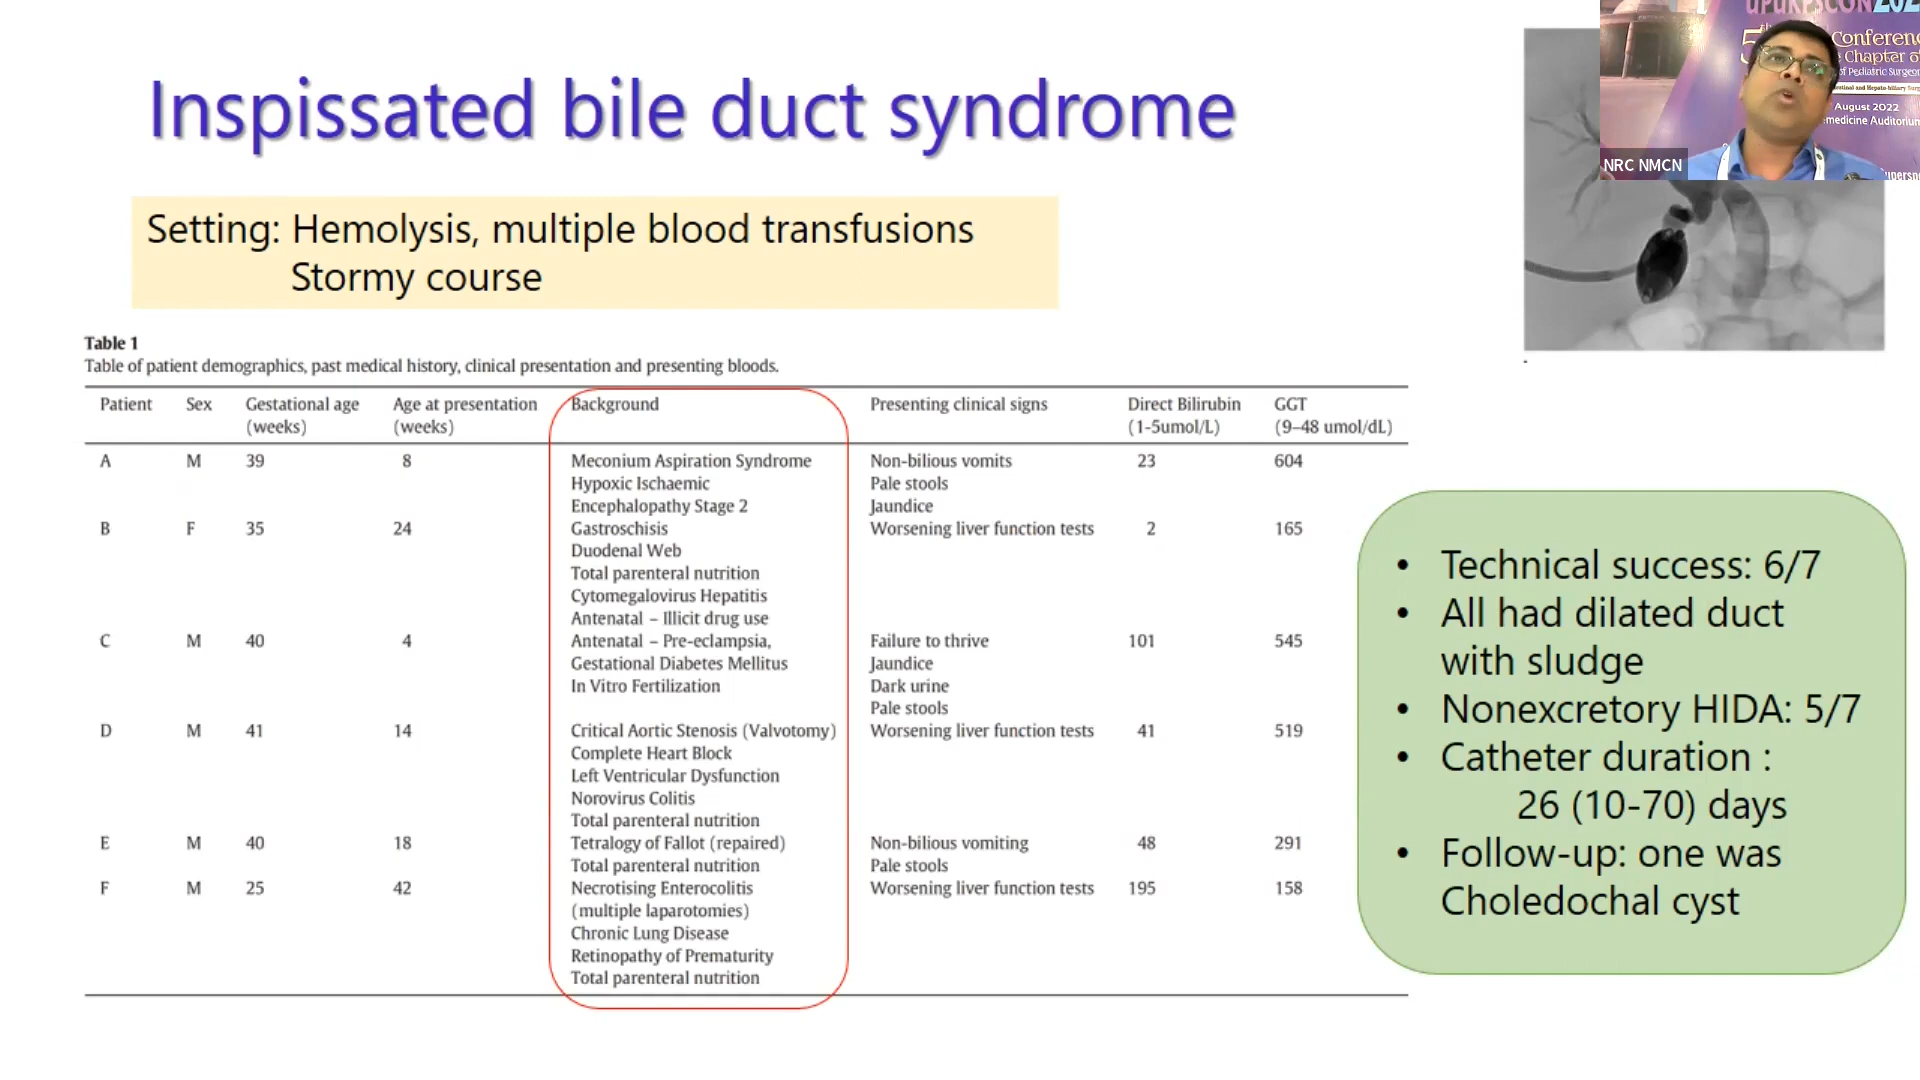 Inspissated bile duct syndrome
Setting: Hemolysis, multiple blood transfusions
Stormy course
Table 1
Table of patient demographics, past medical history, clinical presentation and presenting bloods.
Patient Sex Gestational age (weeks) Age at presentation (weeks) Background Presenting clinical signs Direct Bilirubin (1-5umol/L) GGT (9–48 umol/dL)
A M 39 8 Meconium Aspiration Syndrome Non-bilious vomits 23 604
Hypoxic Ischaemic Pale stools
Encephalopathy Stage 2 Jaundice
B F 35 24 Gastroschisis Worsening liver function tests 2 165
Duodenal Web
Total parenteral nutrition
Cytomegalovirus Hepatitis
Antenatal – Illicit drug use
C M 40 4 Antenatal – Pre-eclampsia, Failure to thrive 101 545
Gestational Diabetes Mellitus Jaundice
In Vitro Fertilization Dark urine
Pale stools
D M 41 14 Critical Aortic Stenosis (Valvotomy) Worsening liver function tests 41 519
Complete Heart Block
Left Ventricular Dysfunction
Norovirus Colitis
Total parenteral nutrition
E M 40 18 Tetralogy of Fallot (repaired) Non-bilious vomiting 48 291
Total parenteral nutrition Pale stools
F M 25 42 Necrotising Enterocolitis Worsening liver function tests 195 158
(multiple laparotomies)
Chronic Lung Disease
Retinopathy of Prematurity
Total parenteral nutrition
• Technical success: 6/7
• All had dilated duct
with sludge
• Nonexcretory HIDA: 5/7
• Catheter duration :
26 (10-70) days
• Follow-up: one was
Choledochal cyst
Chapter
of Pediatric
August 2022
NRC NMCN